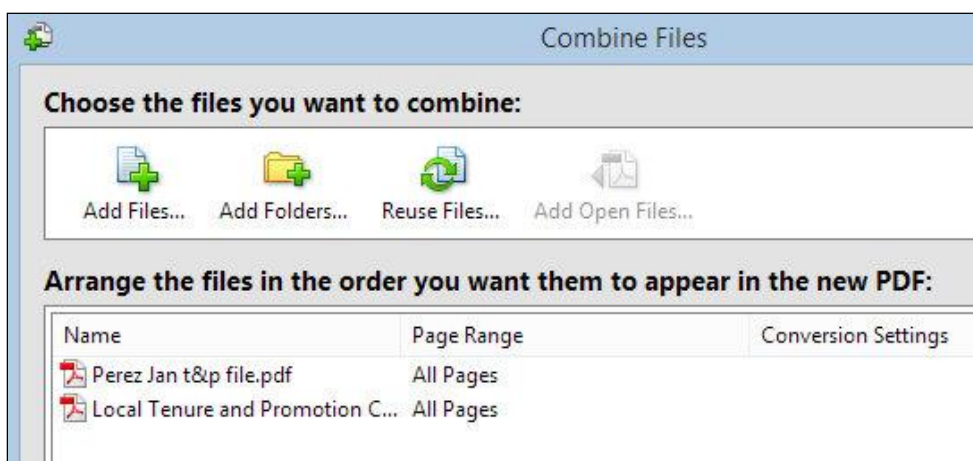 Combine Files
Choose the files you want to combine:
Add Files... Add Folders... Reuse Files... Add Open Files...
Arrange the files in the order you want them to appear in the new PDF:
Name Page Range Conversion Settings
Perez Jan t&p file.pdf All Pages
Local Tenure and Promotion C... All Pages